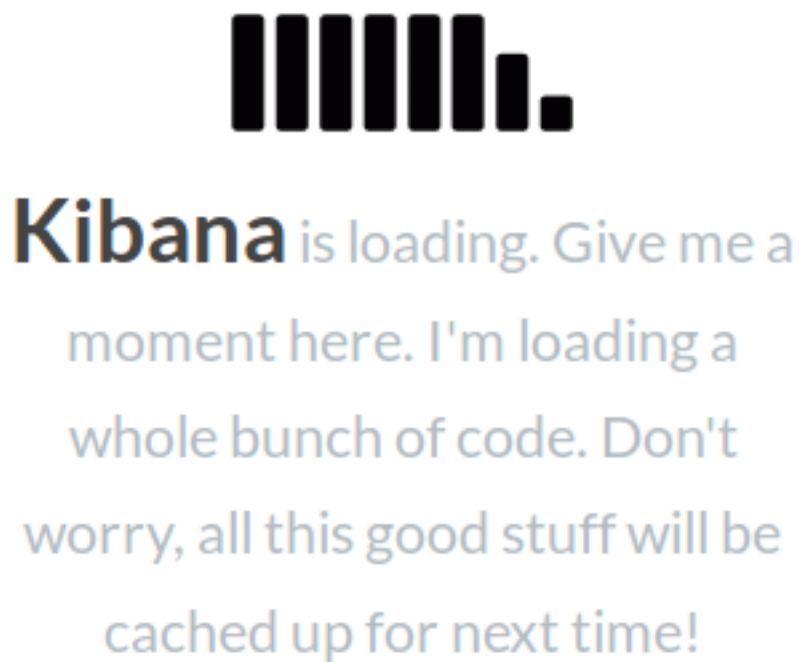 Kibana is loading. Give me a
moment here. I'm loading a
whole bunch of code. Don't
worry, all this good stuff will be
cached up for next time!